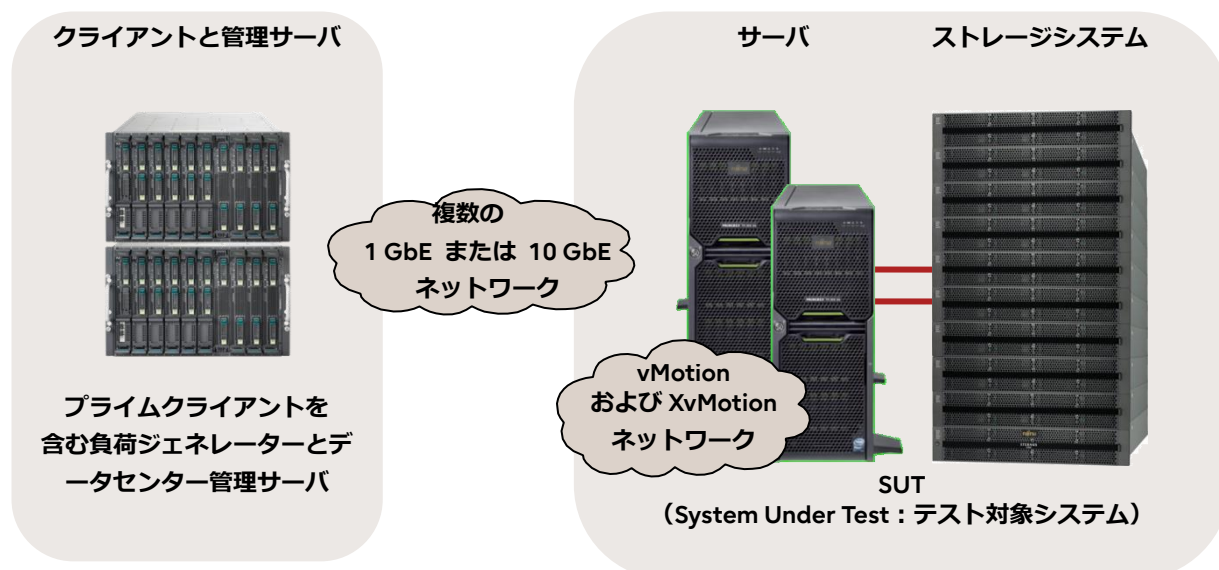 クライアントと管理サーバ
サーバ
ストレージシステム
複数の
1 GbE または 10 GbE
ネットワーク
vMotion
および XvMotion
ネットワーク
プライムクライアントを
含む負荷ジェネレーターとデ
ータセンター管理サーバ
SUT
（System Under Test：テスト対象システム）